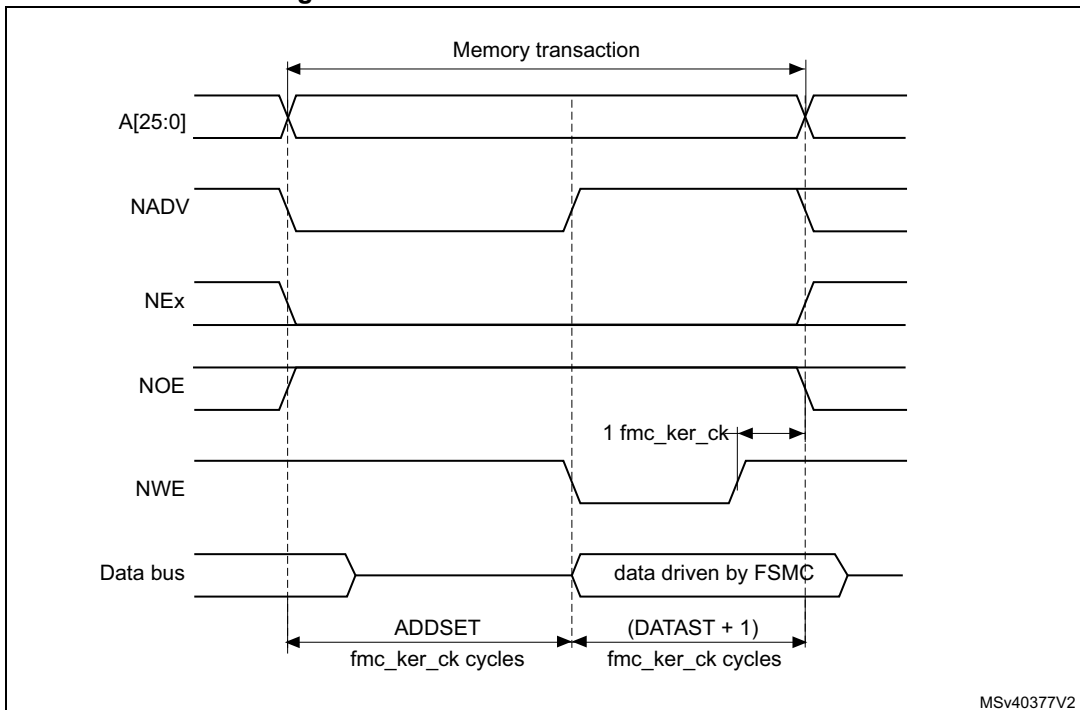 Memory transaction
A[25:0]
NADV
NEx
NOE
1 fmc_ker_ck
NWE
Data bus
data driven by FSMC
ADDSET
(DATAST + 1)
fmc_ker_ck cycles
fmc_ker_ck cycles
MSv40377V2